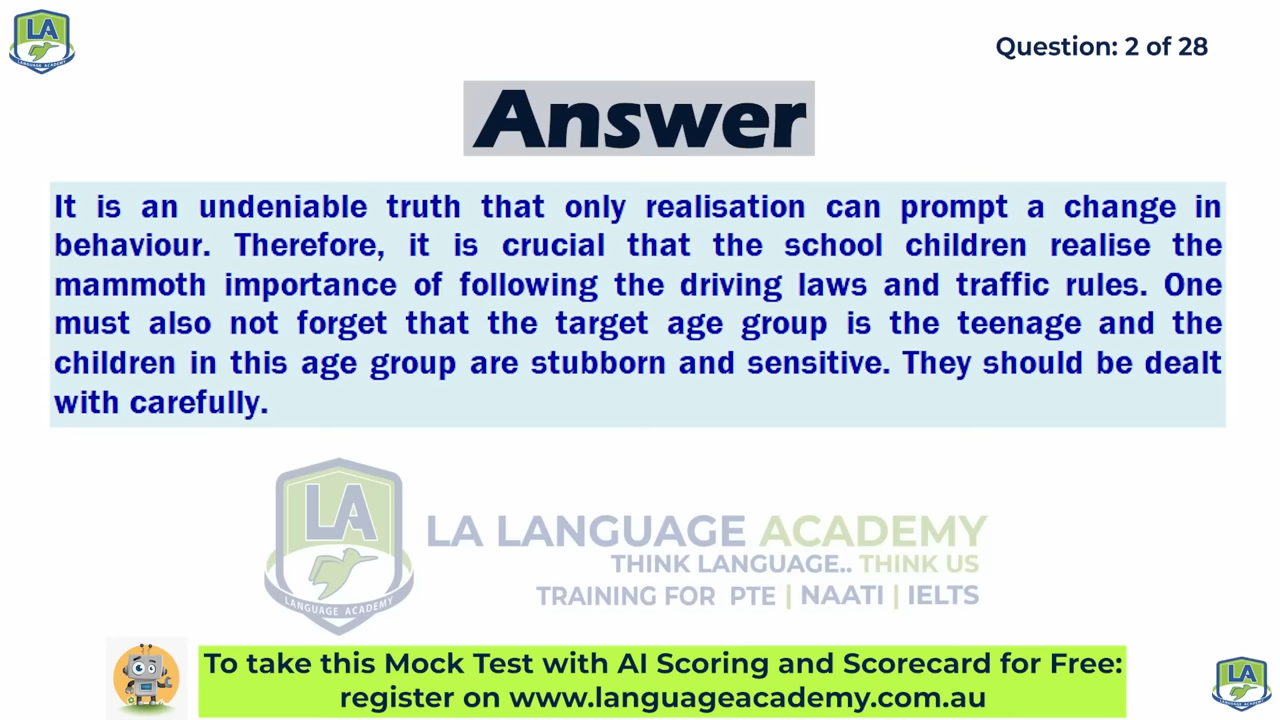 LA
LANGUAGE ACADEMY
Question: 2 of 28
Answer
It is an undeniable truth that only realisation can prompt a change in
behaviour. Therefore, it is crucial that the school children realise the
mammoth importance of following the driving laws and traffic rules. One
must also not forget that the target age group is the teenage and the
children in this age group are stubborn and sensitive. They should be dealt
with carefully.
LA
LANGUAGE ACADEMY
LA LANGUAGE ACADEMY
THINK LANGUAGE.. THINK US
TRAINING FOR PTE | NAATI | IELTS
To take this Mock Test with AI Scoring and Scorecard for Free:
register on www.languageacademy.com.au
LA
LANGUAGE ACADEMY